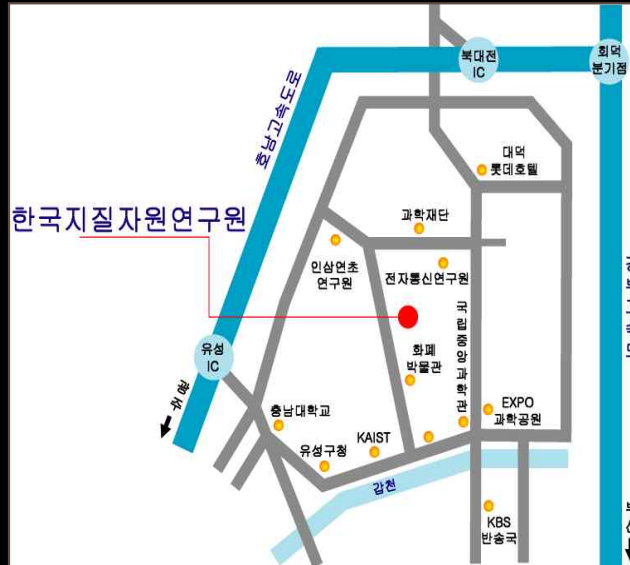 북대전
IC
회덕
분기점
호남고속도로
대덕
롯데호텔
한국지질자원연구원
과학재단
인삼연초
연구원
전자통신연구원
국립중앙과학관
유성
IC
화폐
박물관
충남대학교
KAIST
유성구청
EXPO
과학공원
갑천
KBS
반송국